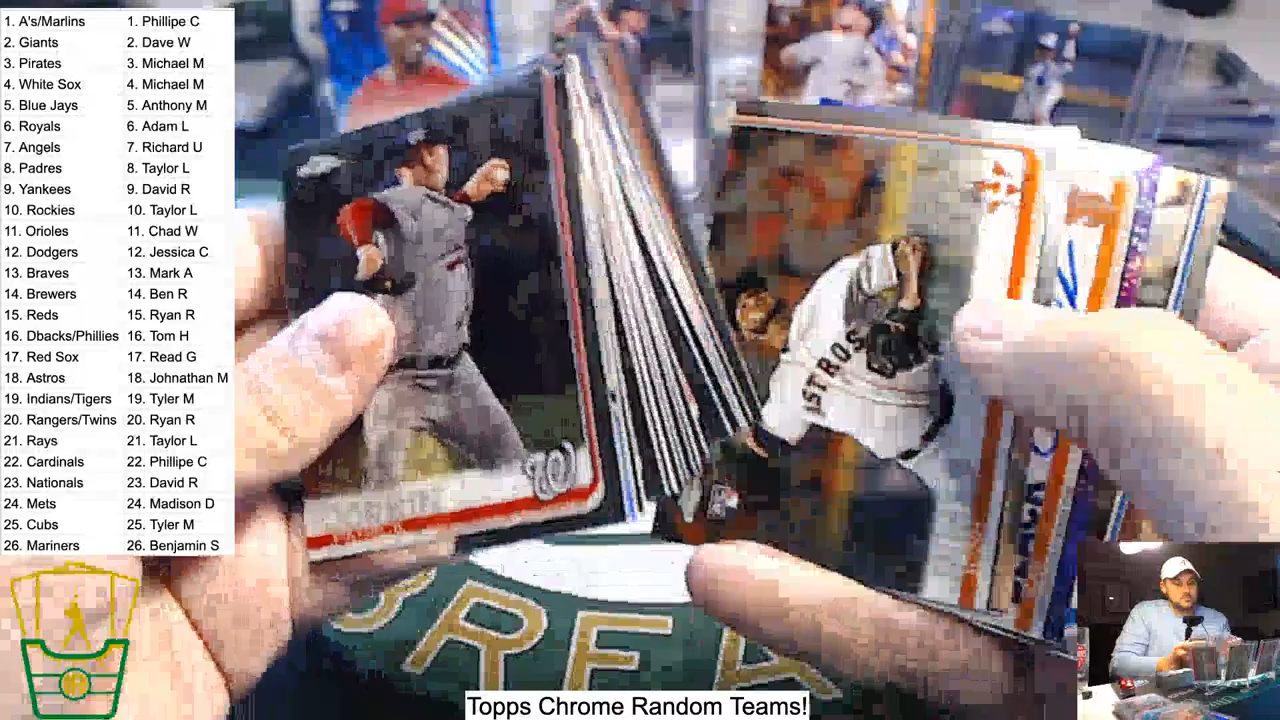 1. A's/Marlins 1. Phillipe C
2. Giants 2. Dave W
3. Pirates 3. Michael M
4. White Sox 4. Michael M
5. Blue Jays 5. Anthony M
6. Royals 6. Adam L
7. Angels 7. Richard U
8. Padres 8. Taylor L
9. Yankees 9. David R
10. Rockies 10. Taylor L
11. Orioles 11. Chad W
12. Dodgers 12. Jessica C
13. Braves 13. Mark A
14. Brewers 14. Ben R
15. Reds 15. Ryan R
16. Dbacks/Phillies 16. Tom H
17. Red Sox 17. Read G
18. Astros 18. Johnathan M
19. Indians/Tigers 19. Tyler M
20. Rangers/Twins 20. Ryan R
21. Rays 21. Taylor L
22. Cardinals 22. Phillipe C
23. Nationals 23. David R
24. Mets 24. Madison D
25. Cubs 25. Tyler M
26. Mariners 26. Benjamin S
ASTROS
BREA
Topps Chrome Random Teams!